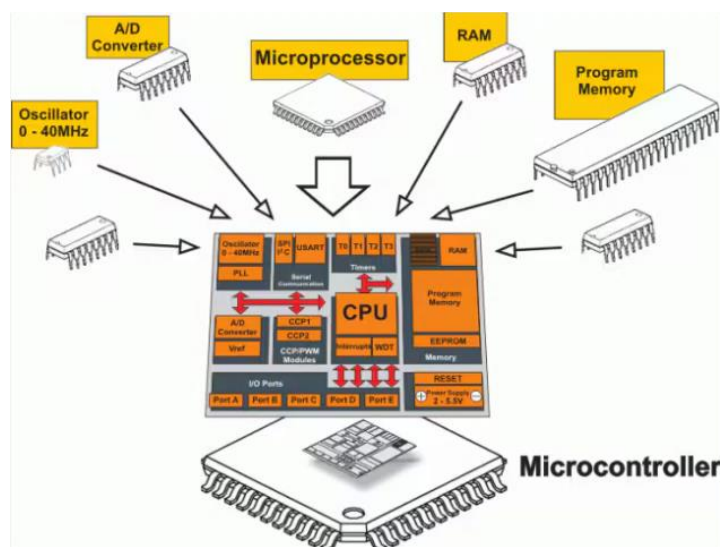 A/D
Converter
Microprocessor
RAM
Program
Memory
Oscillator
0 - 40MHz
Oscillator
0 - 40MHz
PLL
SPI
I²C
USART
Serial Communication
T0
T1
T2
T3
Timers
RAM
Program
Memory
EEPROM
Memory
A/D
Converter
Vref
CCP1
CCP2
CCP/PWM
Modules
CPU
Interrupts
WDT
I/O Ports
Port A
Port B
Port C
Port D
Port E
RESET
Power Supply
2 - 5.5V
Microcontroller